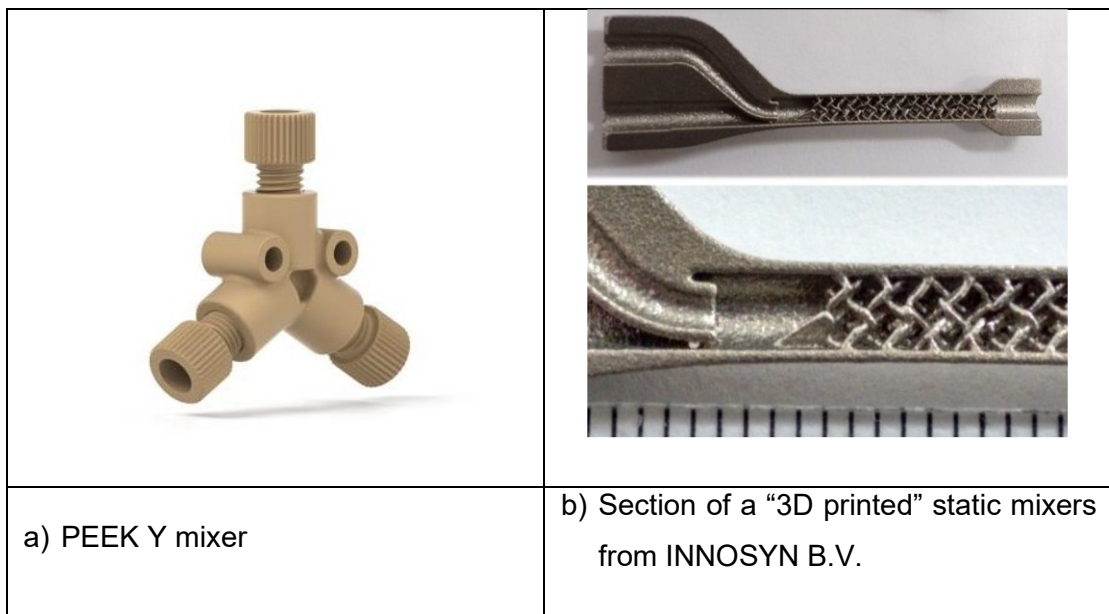 a) PEEK Y mixer
b) Section of a “3D printed” static mixers
from INNOSYN B.V.